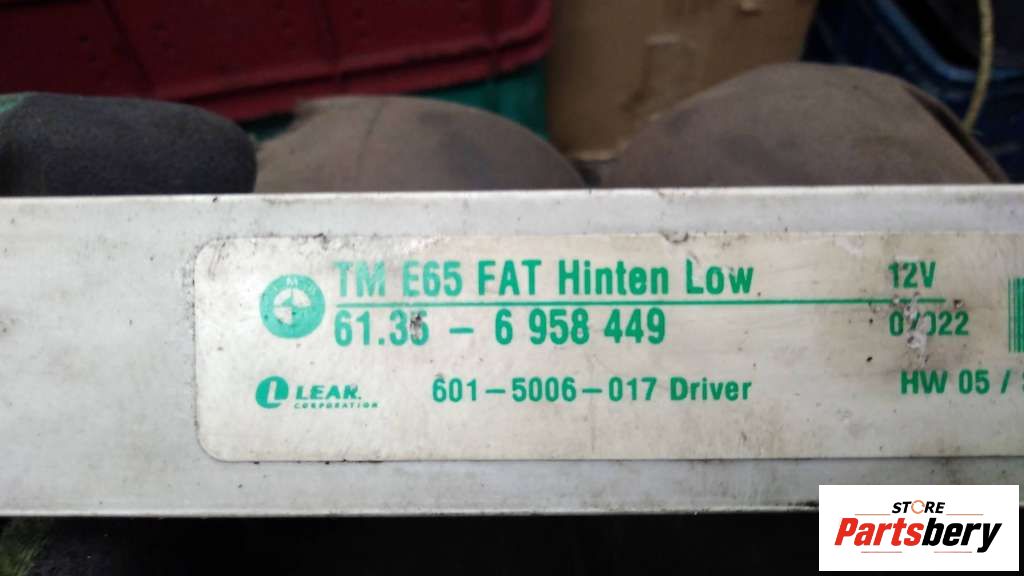 TM E65 FAT Hinten Low 12V
61.35 - 6 958 449
LEAR
CORPORATION
601-5006-017 Driver
HW 05 /
STORE
Partsbery